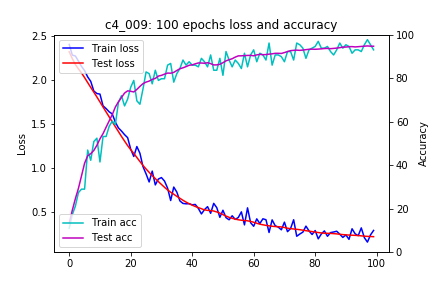 c4_009: 100 epochs loss and accuracy
Train loss
Test loss
Train acc
Test acc
Loss
2.5
2.0
1.5
1.0
0.5
Accuracy
100
80
60
40
20
0
0
20
40
60
80
100